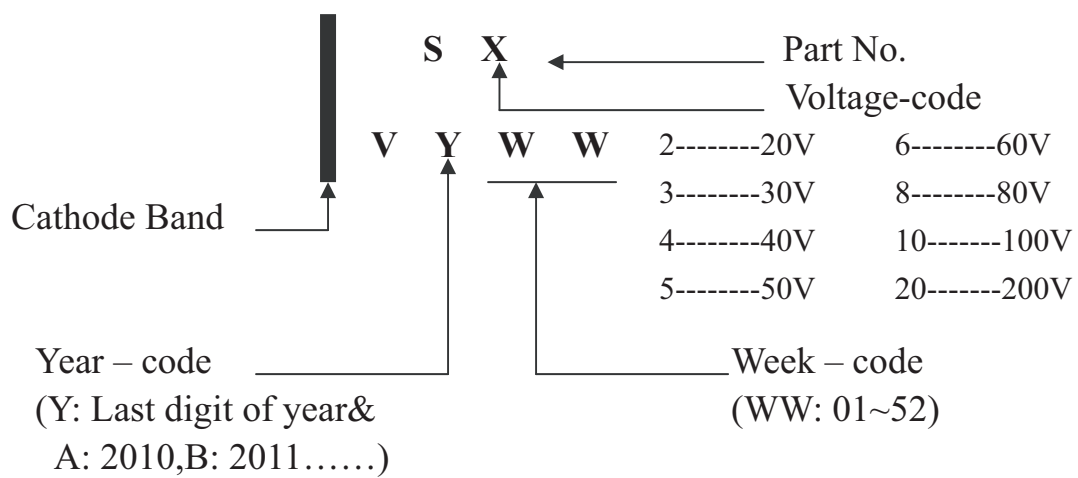 S X Part No.
Voltage-code
V Y W W 2--------20V 6--------60V
3--------30V 8--------80V
Cathode Band
4--------40V 10-------100V
5--------50V 20-------200V
Year – code Week – code
(Y: Last digit of year& (WW: 01~52)
A: 2010,B: 2011……)